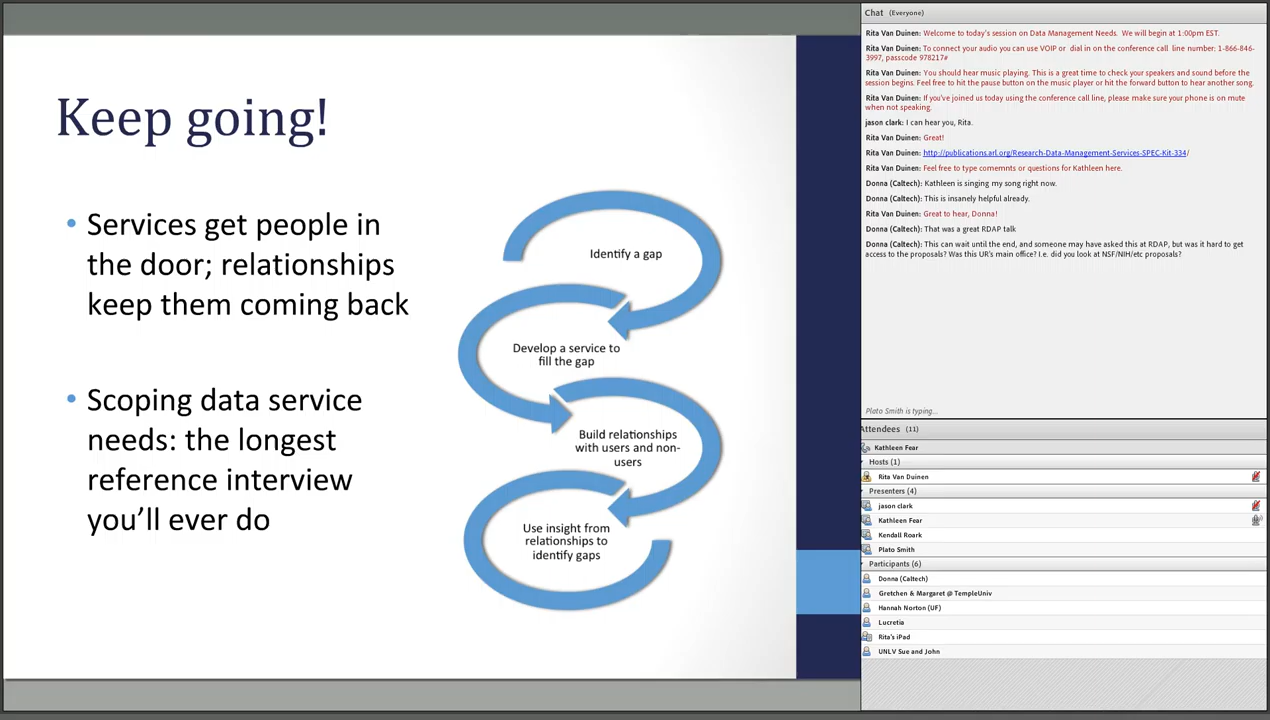 Keep going!
• Services get people in
the door; relationships
keep them coming back
• Scoping data service
needs: the longest
reference interview
you'll ever do
Identify a gap
Develop a service to
fill the gap
Build relationships
with users and non-
users
Use insight from
relationships to
identify gaps
Chat (Everyone)
Rita Van Duinen: Welcome to today's session on Data Management Needs. We will begin at 1:00pm EST.
Rita Van Duinen: To connect your audio you can use VOIP or dial in on the conference call line number: 1-866-846-
3997, passcode 978217#
Rita Van Duinen: You should hear music playing. This is a great time to check your speakers and sound before the
session begins. Feel free to hit the pause button on the music player or hit the forward button to hear another song.
Rita Van Duinen: If you've joined us today using the conference call line, please make sure your phone is on mute
when not speaking.
jason clark: I can hear you, Rita.
Rita Van Duinen: Great!
Rita Van Duinen: http://publications.arl.org/Research-Data-Management-Services-SPEC-Kit-334/
Rita Van Duinen: Feel free to type comemnts or questions for Kathleen here.
Donna (Caltech): Kathleen is singing my song right now.
Donna (Caltech): This is insanely helpful already.
Rita Van Duinen: Great to hear, Donna!
Donna (Caltech): That was a great RDAP talk
Donna (Caltech): This can wait until the end, and someone may have asked this at RDAP, but was it hard to get
access to the proposals? Was this UR's main office? I.e. did you look at NSF/NIH/etc proposals?
Plato Smith is typing...
Attendees (11)
Kathleen Fear
Hosts (1)
Rita Van Duinen
Presenters (4)
jason clark
Kathleen Fear
Kendall Roark
Plato Smith
Participants (6)
Donna (Caltech)
Gretchen & Margaret @ TempleUniv
Hannah Norton (UF)
Lucretia
Rita's iPad
UNLV Sue and John